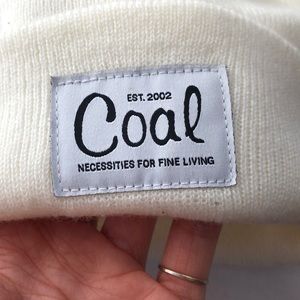 EST. 2002
Coal
NECESSITIES FOR FINE LIVING